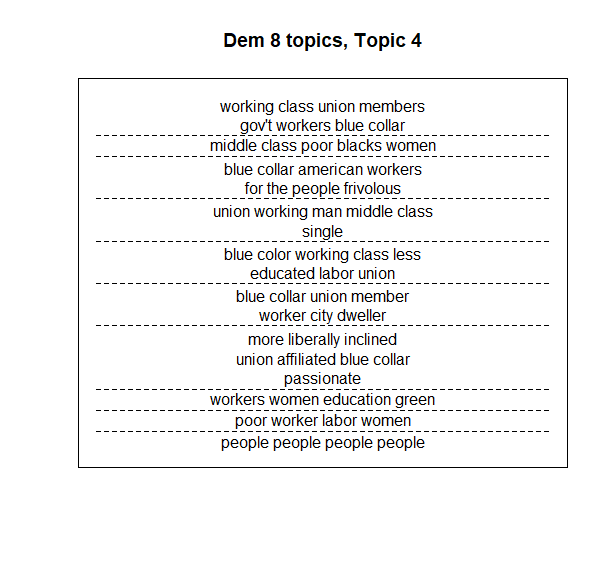 Dem 8 topics, Topic 4
working class union members
gov't workers blue collar
middle class poor blacks women
blue collar american workers
for the people frivolous
union working man middle class
single
blue color working class less
educated labor union
blue collar union member
worker city dweller
more liberally inclined
union affiliated blue collar
passionate
workers women education green
poor worker labor women
people people people people